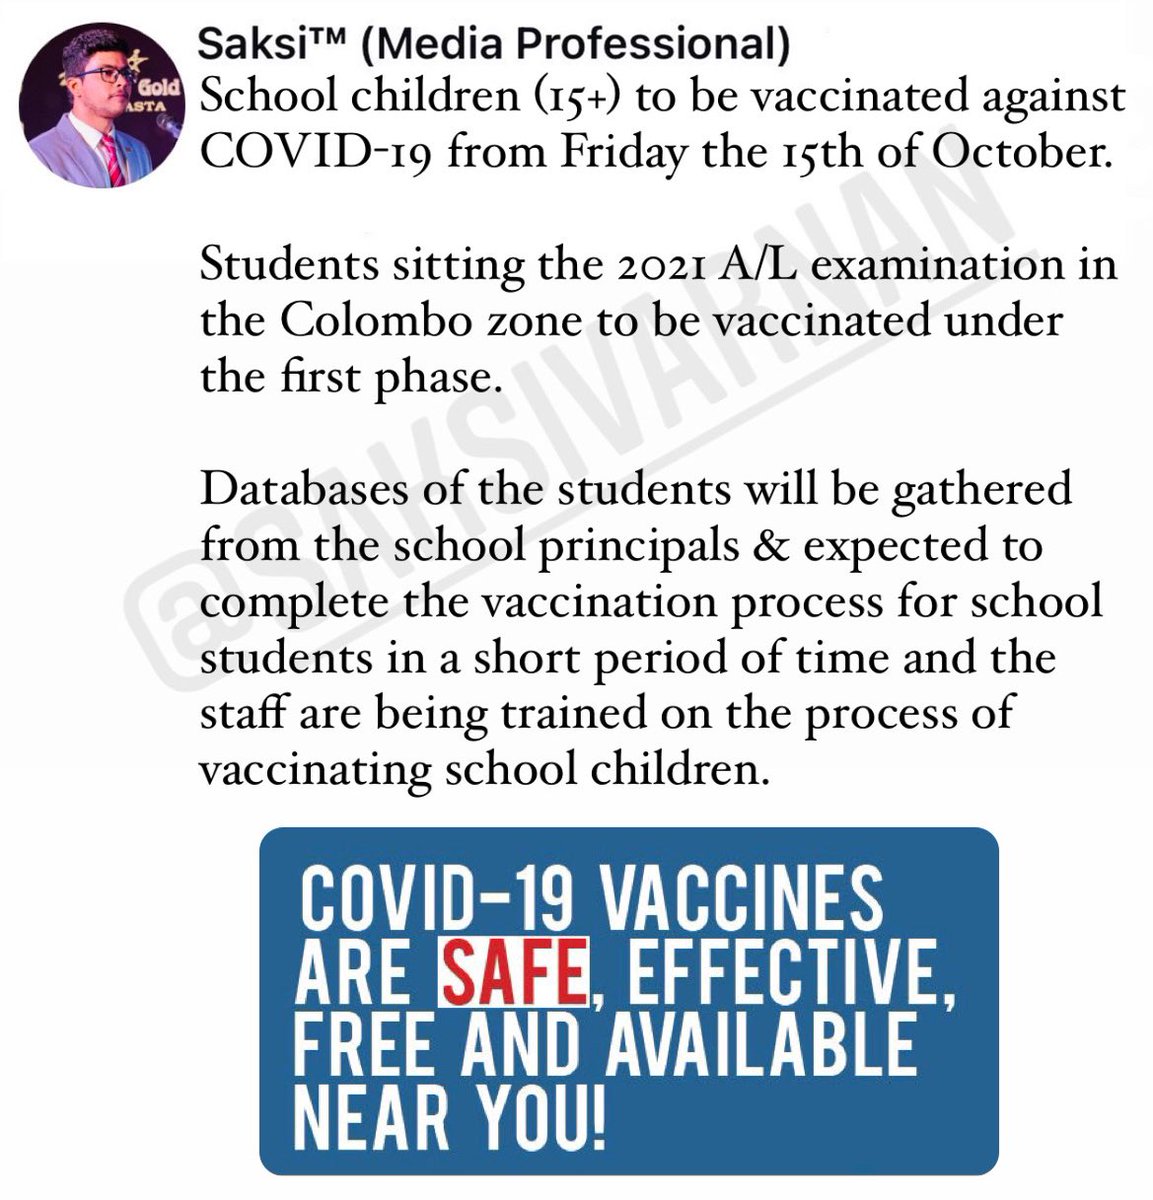 Saksi™ (Media Professional)
Gold
ASTA
School children (15+) to be vaccinated against
COVID-19 from Friday the 15th of October.
Students sitting the 2021 A/L examination in
the Colombo zone to be vaccinated under
the first phase.
Databases of the students will be gathered
from the school principals & expected to
complete the vaccination process for school
students in a short period of time and the
staff are being trained on the process of
vaccinating school children.
@SAKSIVARNAN
COVID-19 VACCINES
ARE SAFE, EFFECTIVE,
FREE AND AVAILABLE
NEAR YOU!